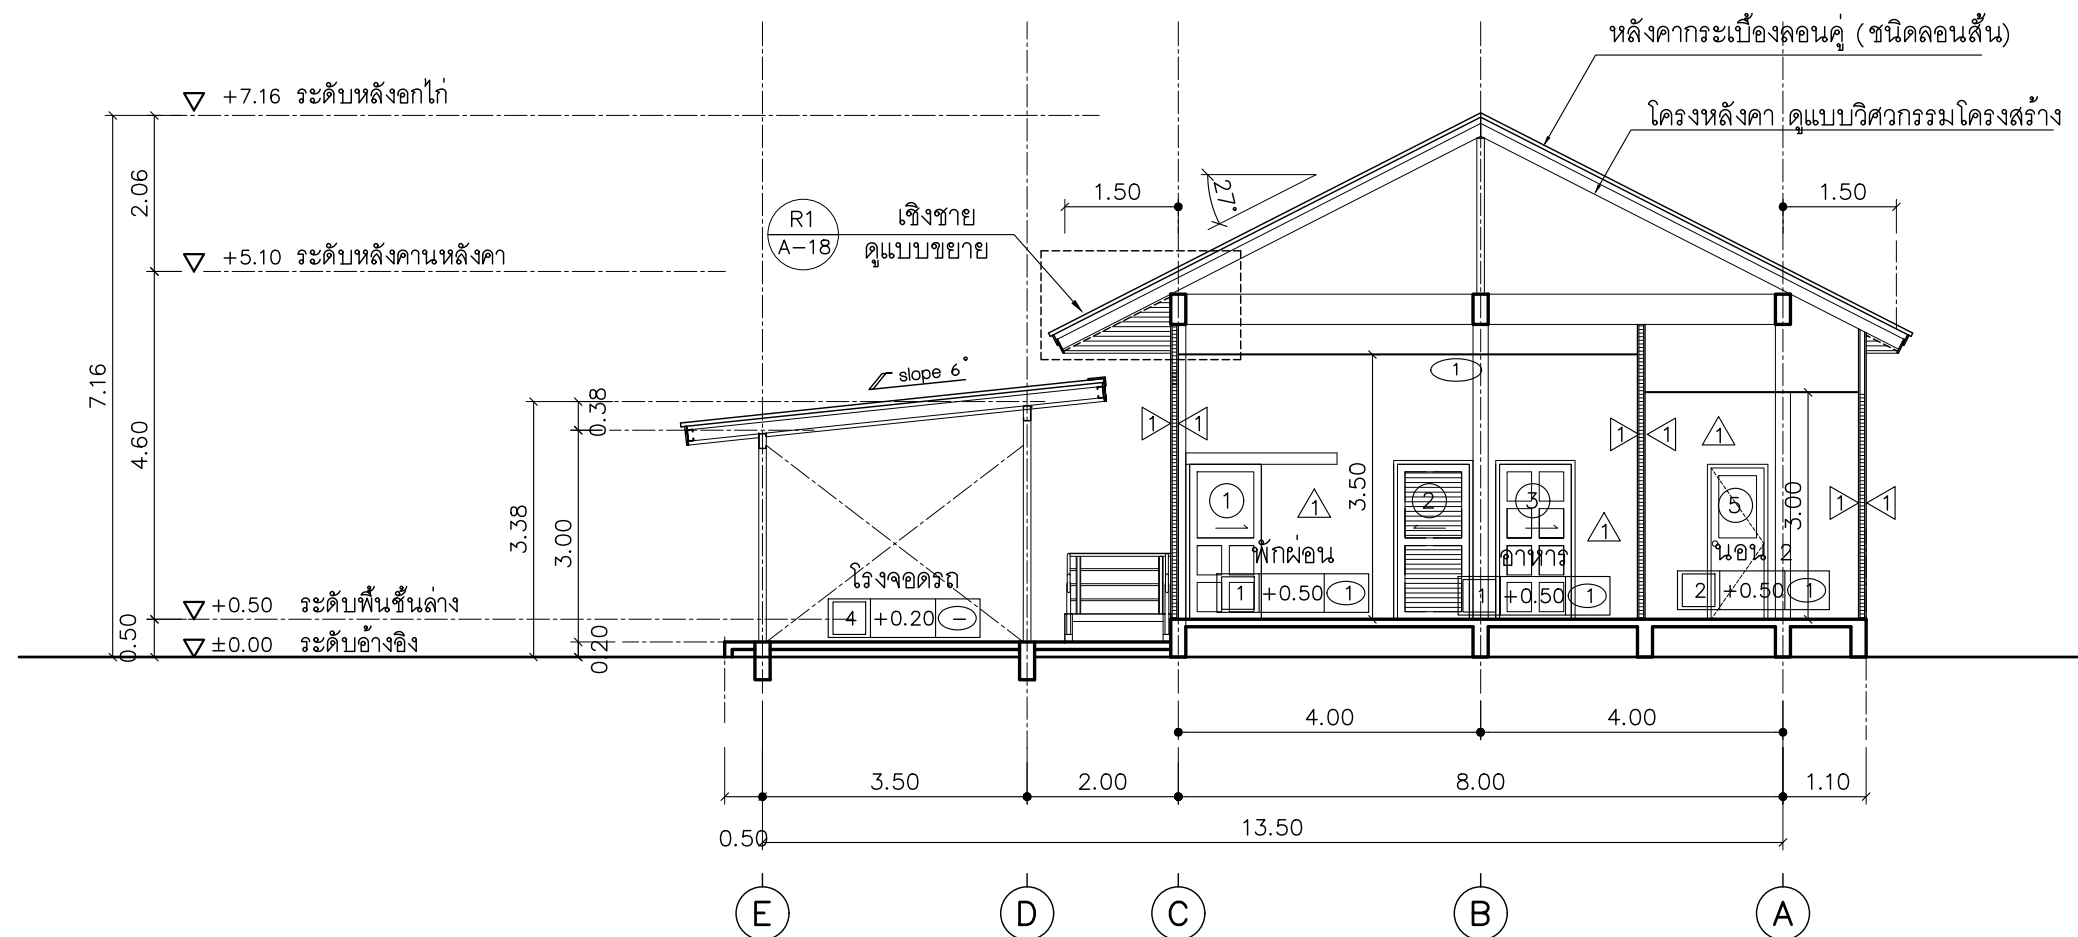 หลังคากระเบื้องลอนคู่ (ชนิดลอนสั้น)
+7.16 ระดับหลังอกไก่
โครงหลังคา ดูแบบวิศวกรรมโครงสร้าง
2.06
27°
1.50
1.50
R1
A-18
เชิงชาย
ดูแบบขยาย
+5.10 ระดับหลังคานหลังคา
7.16
slope 6°
1
0.38
4.60
1
1
1
1
1
3.50
1
2
3
5
3.00
1
1
1
1
3.38
3.00
พักผ่อน
อาหาร
นอน 2
โรงจอดรถ
1 +0.50 1
1 +0.50 1
2 +0.50 1
4 +0.20 -
+0.50 ระดับพื้นชั้นล่าง
0.50
±0.00 ระดับอ้างอิง
0.20
4.00
4.00
3.50
2.00
8.00
1.10
0.50
13.50
E
D
C
B
A